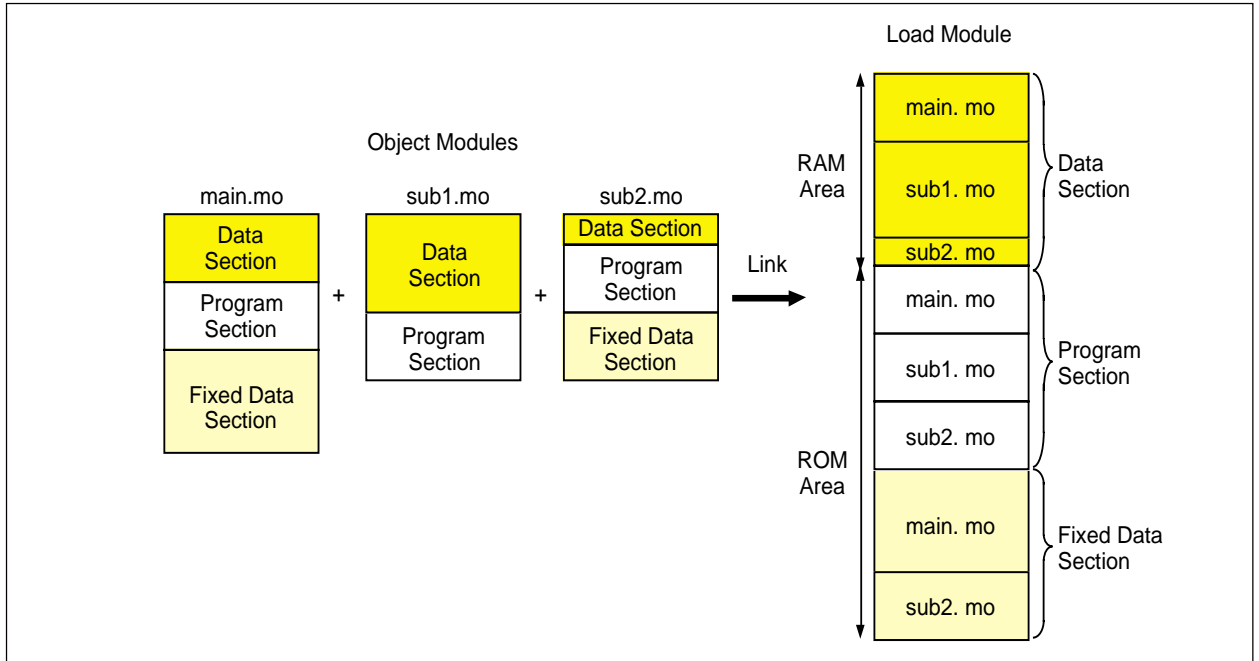 Load Module
Object Modules
main.mo
Data
Section
Program
Section
Fixed Data
Section
+
sub1.mo
Data
Section
Program
Section
+
sub2.mo
Data Section
Program
Section
Fixed Data
Section
Link
RAM
Area
ROM
Area
main. mo
sub1. mo
sub2. mo
main. mo
sub1. mo
sub2. mo
main. mo
sub2. mo
Data
Section
Program
Section
Fixed Data
Section